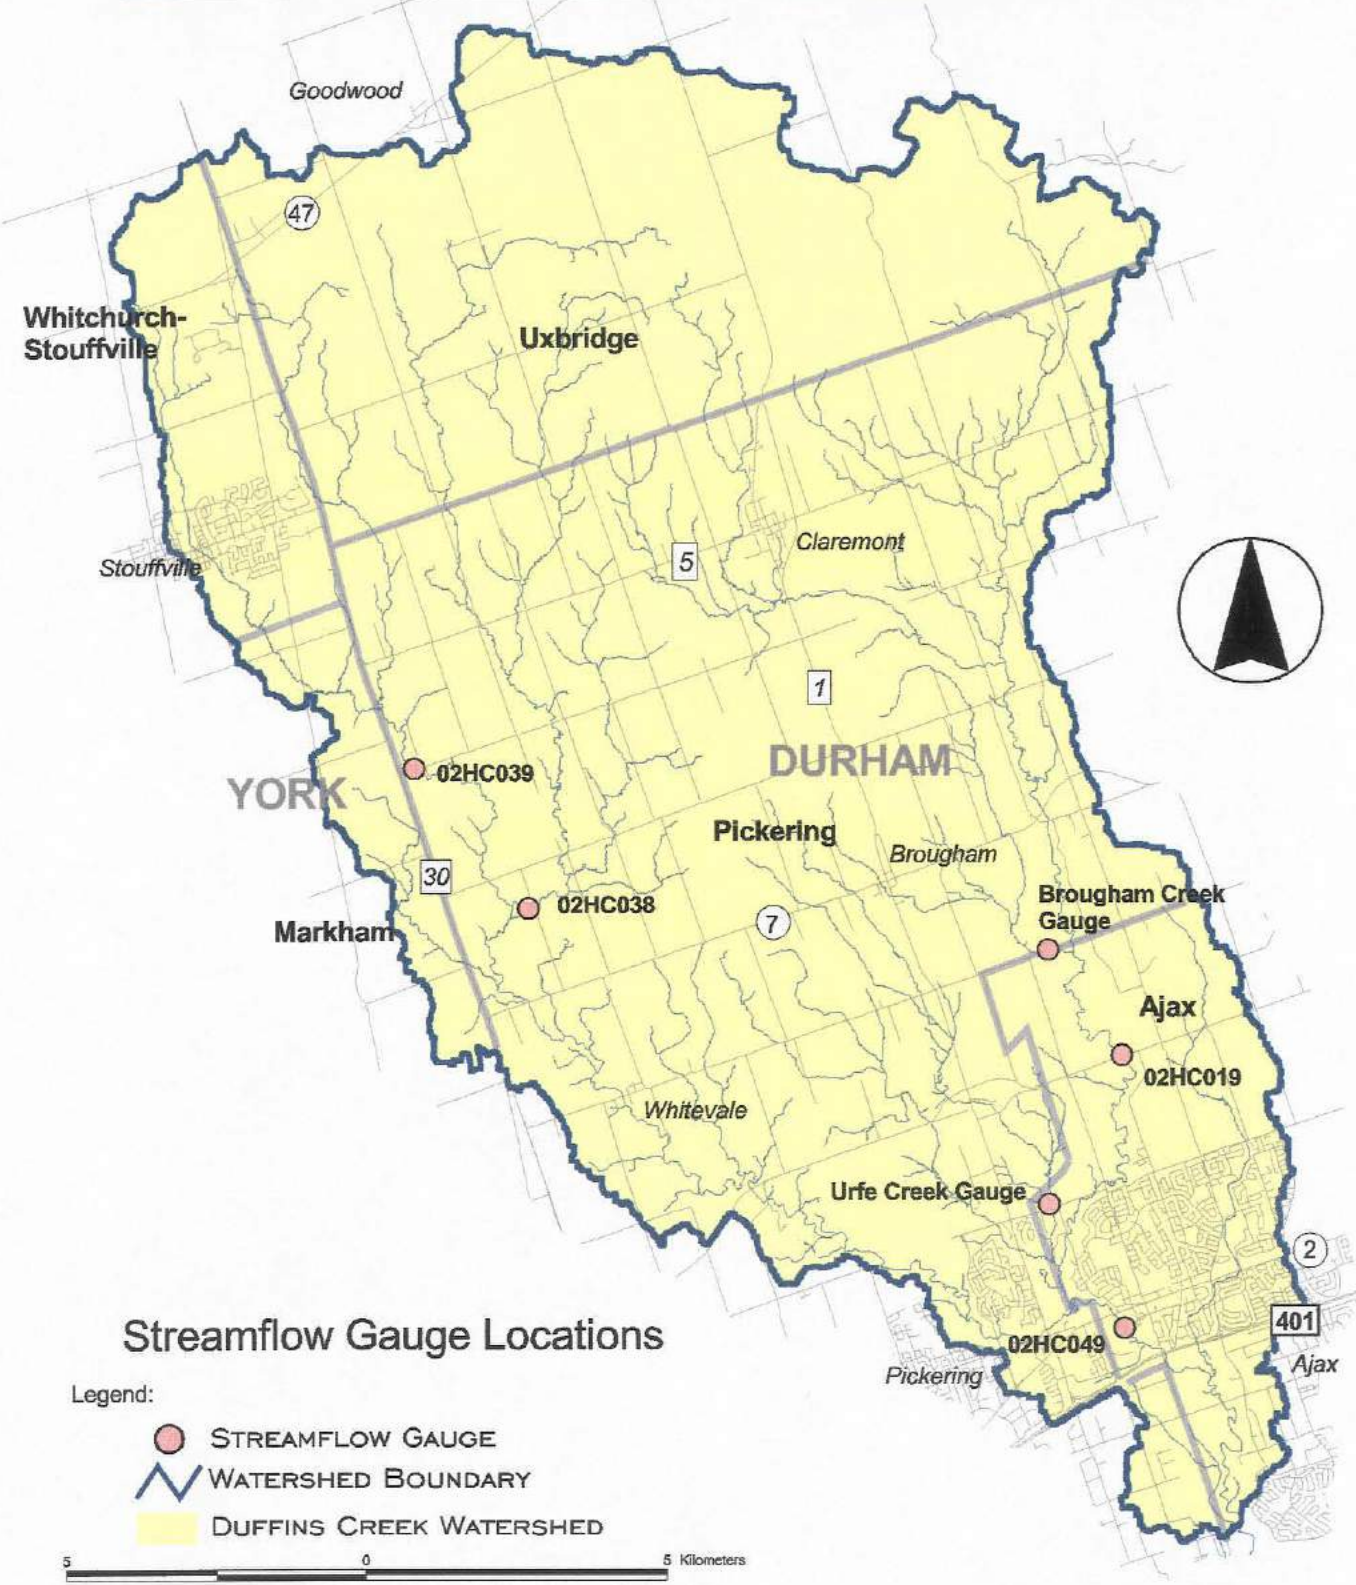 Goodwood
47
Whitchurch-
Stouffville
Uxbridge
Claremont
5
Stouffville
1
DURHAM
02HC039
YORK
Pickering
Brougham
30
Brougham Creek
Gauge
02HC038
7
Markham
Ajax
02HC019
Whitevale
Urfe Creek Gauge
2
401
02HC049
Ajax
Pickering
Streamflow Gauge Locations
Legend:
STREAMFLOW GAUGE
WATERSHED BOUNDARY
DUFFINS CREEK WATERSHED
5 0 5 Kilometers